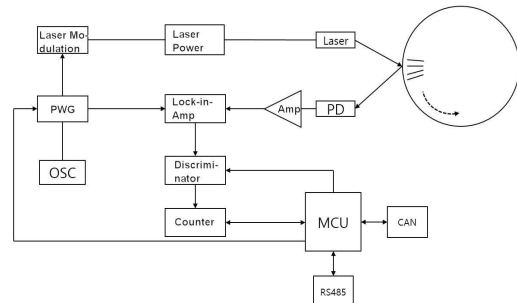 Laser Mo-
dulation
Laser
Power
Laser
PWG
Lock-in-
Amp
Amp
PD
OSC
Discrimi-
nator
Counter
MCU
CAN
RS485